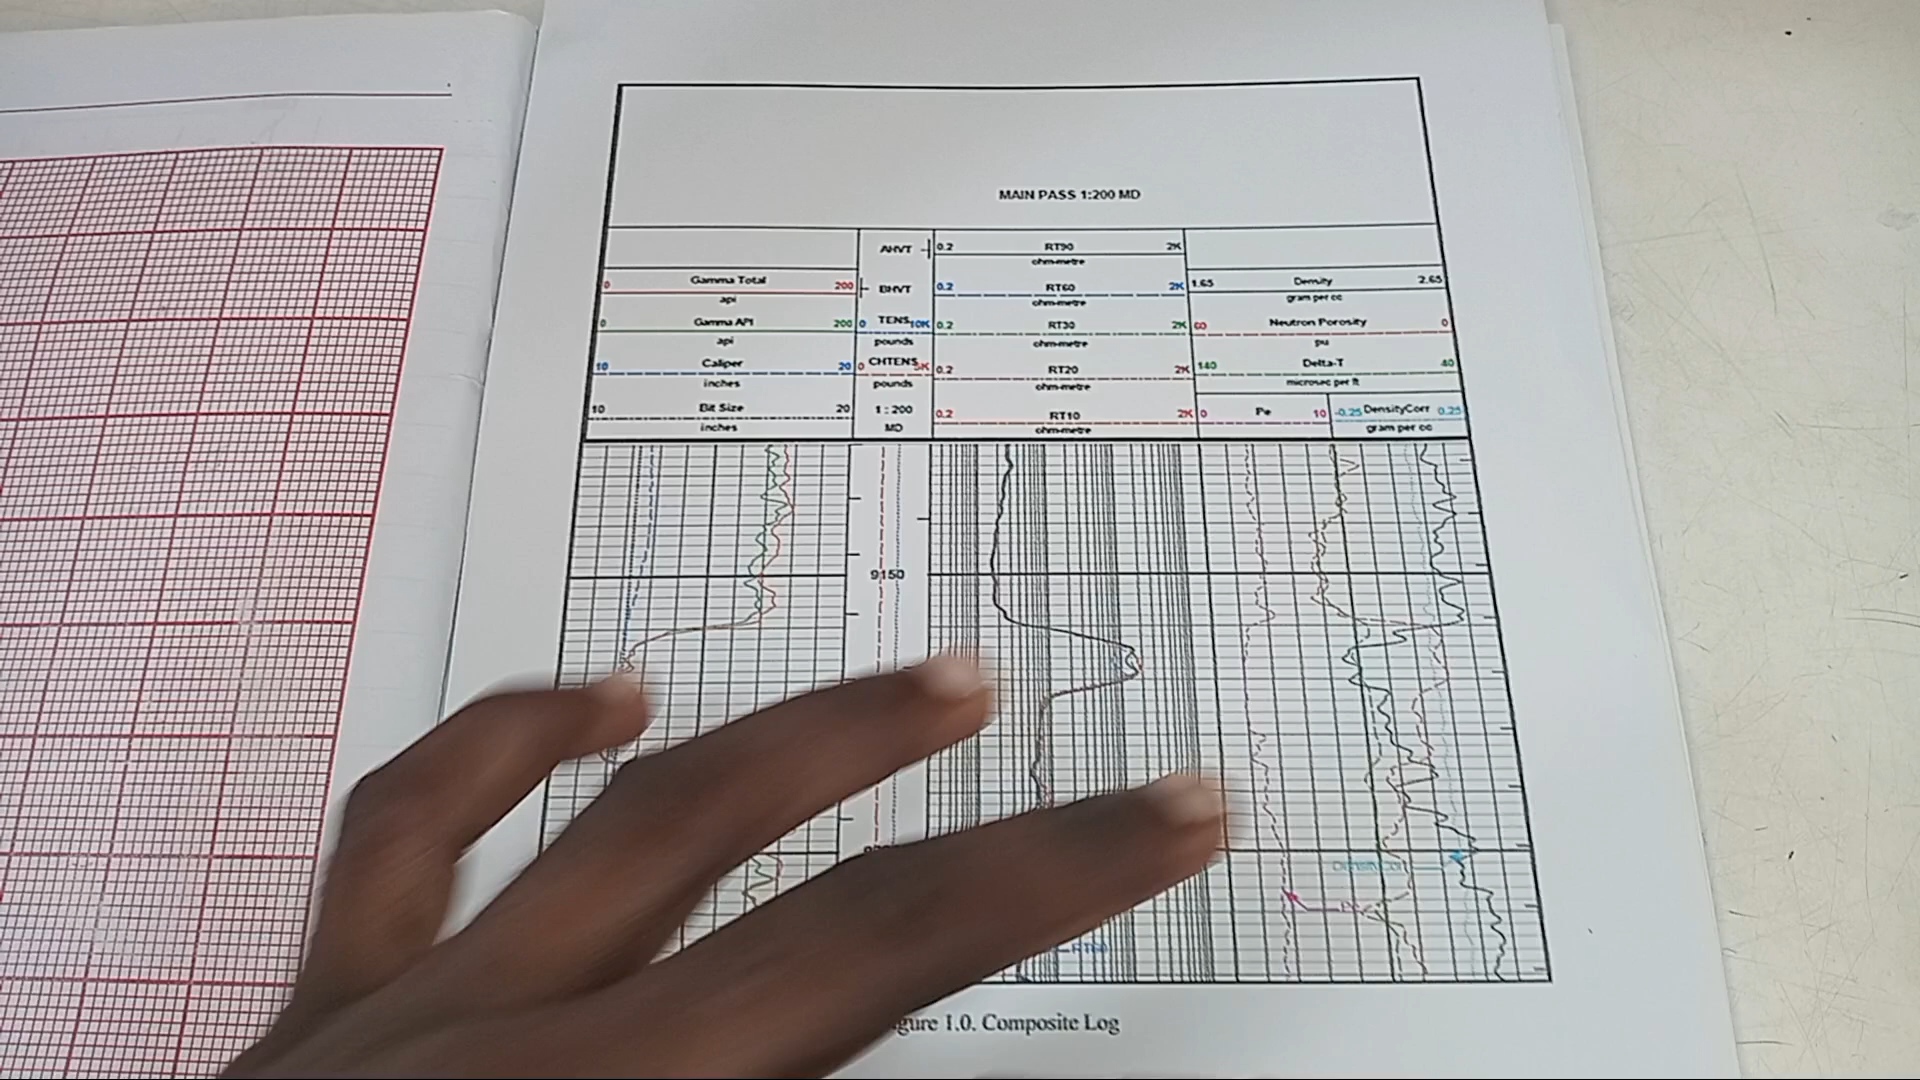 MAIN PASS 1:200 MD
AHVT
0.2 RT90 2K
ohm-metre
0 Gamma Total 200
api
BHVT
0.2 RT60 2K
ohm-metre
1.65 Density 2.65
gram per cc
0 Gamma API 200
api
0 TENS 10K
pounds
0.2 RT30 2K
ohm-metre
60 Neutron Porosity 0
pu
10 Caliper 20
inches
0 CHTENS 5K
pounds
0.2 RT20 2K
ohm-metre
140 Delta-T 40
microsec per ft
10 Bit Size 20
inches
1 : 200
MD
0.2 RT10 2K
ohm-metre
0 Pe 10
-0.25 DensityCorr 0.25
gram per cc
9150
DensityCorr
RT60
gure 1.0. Composite Log